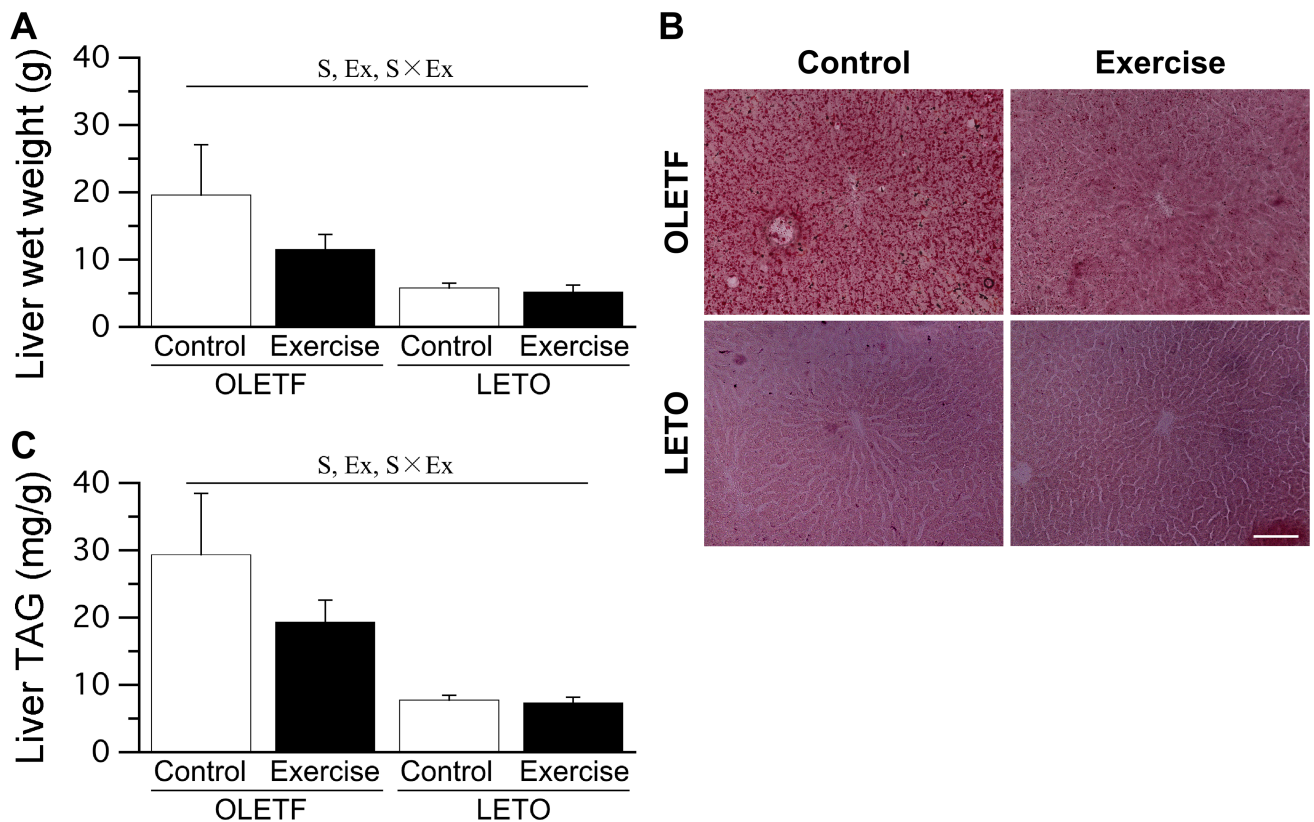 A
Liver wet weight (g)
40
30
20
10
0
S, Ex, S×Ex
Control Exercise Control Exercise
OLETF LETO
B
Control Exercise
OLETF
LETO
C
Liver TAG (mg/g)
40
30
20
10
0
S, Ex, S×Ex
Control Exercise Control Exercise
OLETF LETO